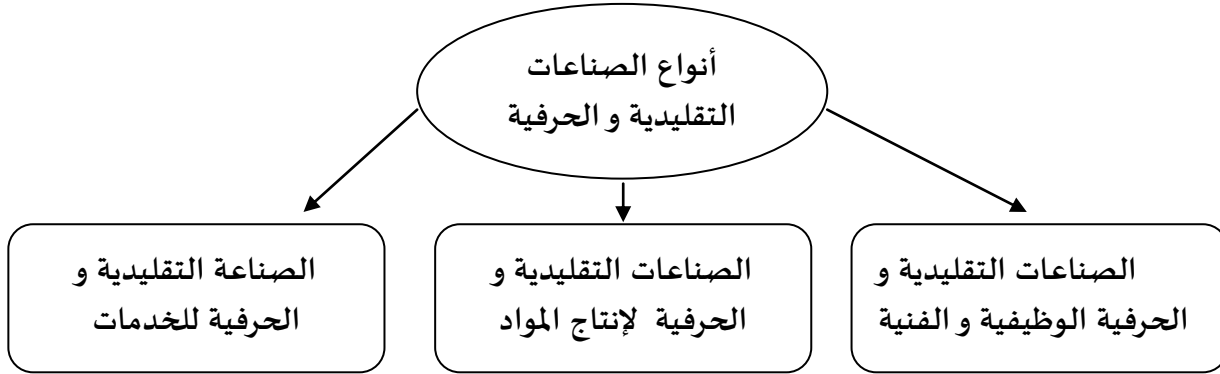 أنواع الصناعات
التقليدية و الحرفية
الصناعات التقليدية و
الحرفية الوظيفية و الفنية
الصناعات التقليدية و
الحرفية لإنتاج المواد
الصناعة التقليدية و
الحرفية للخدمات